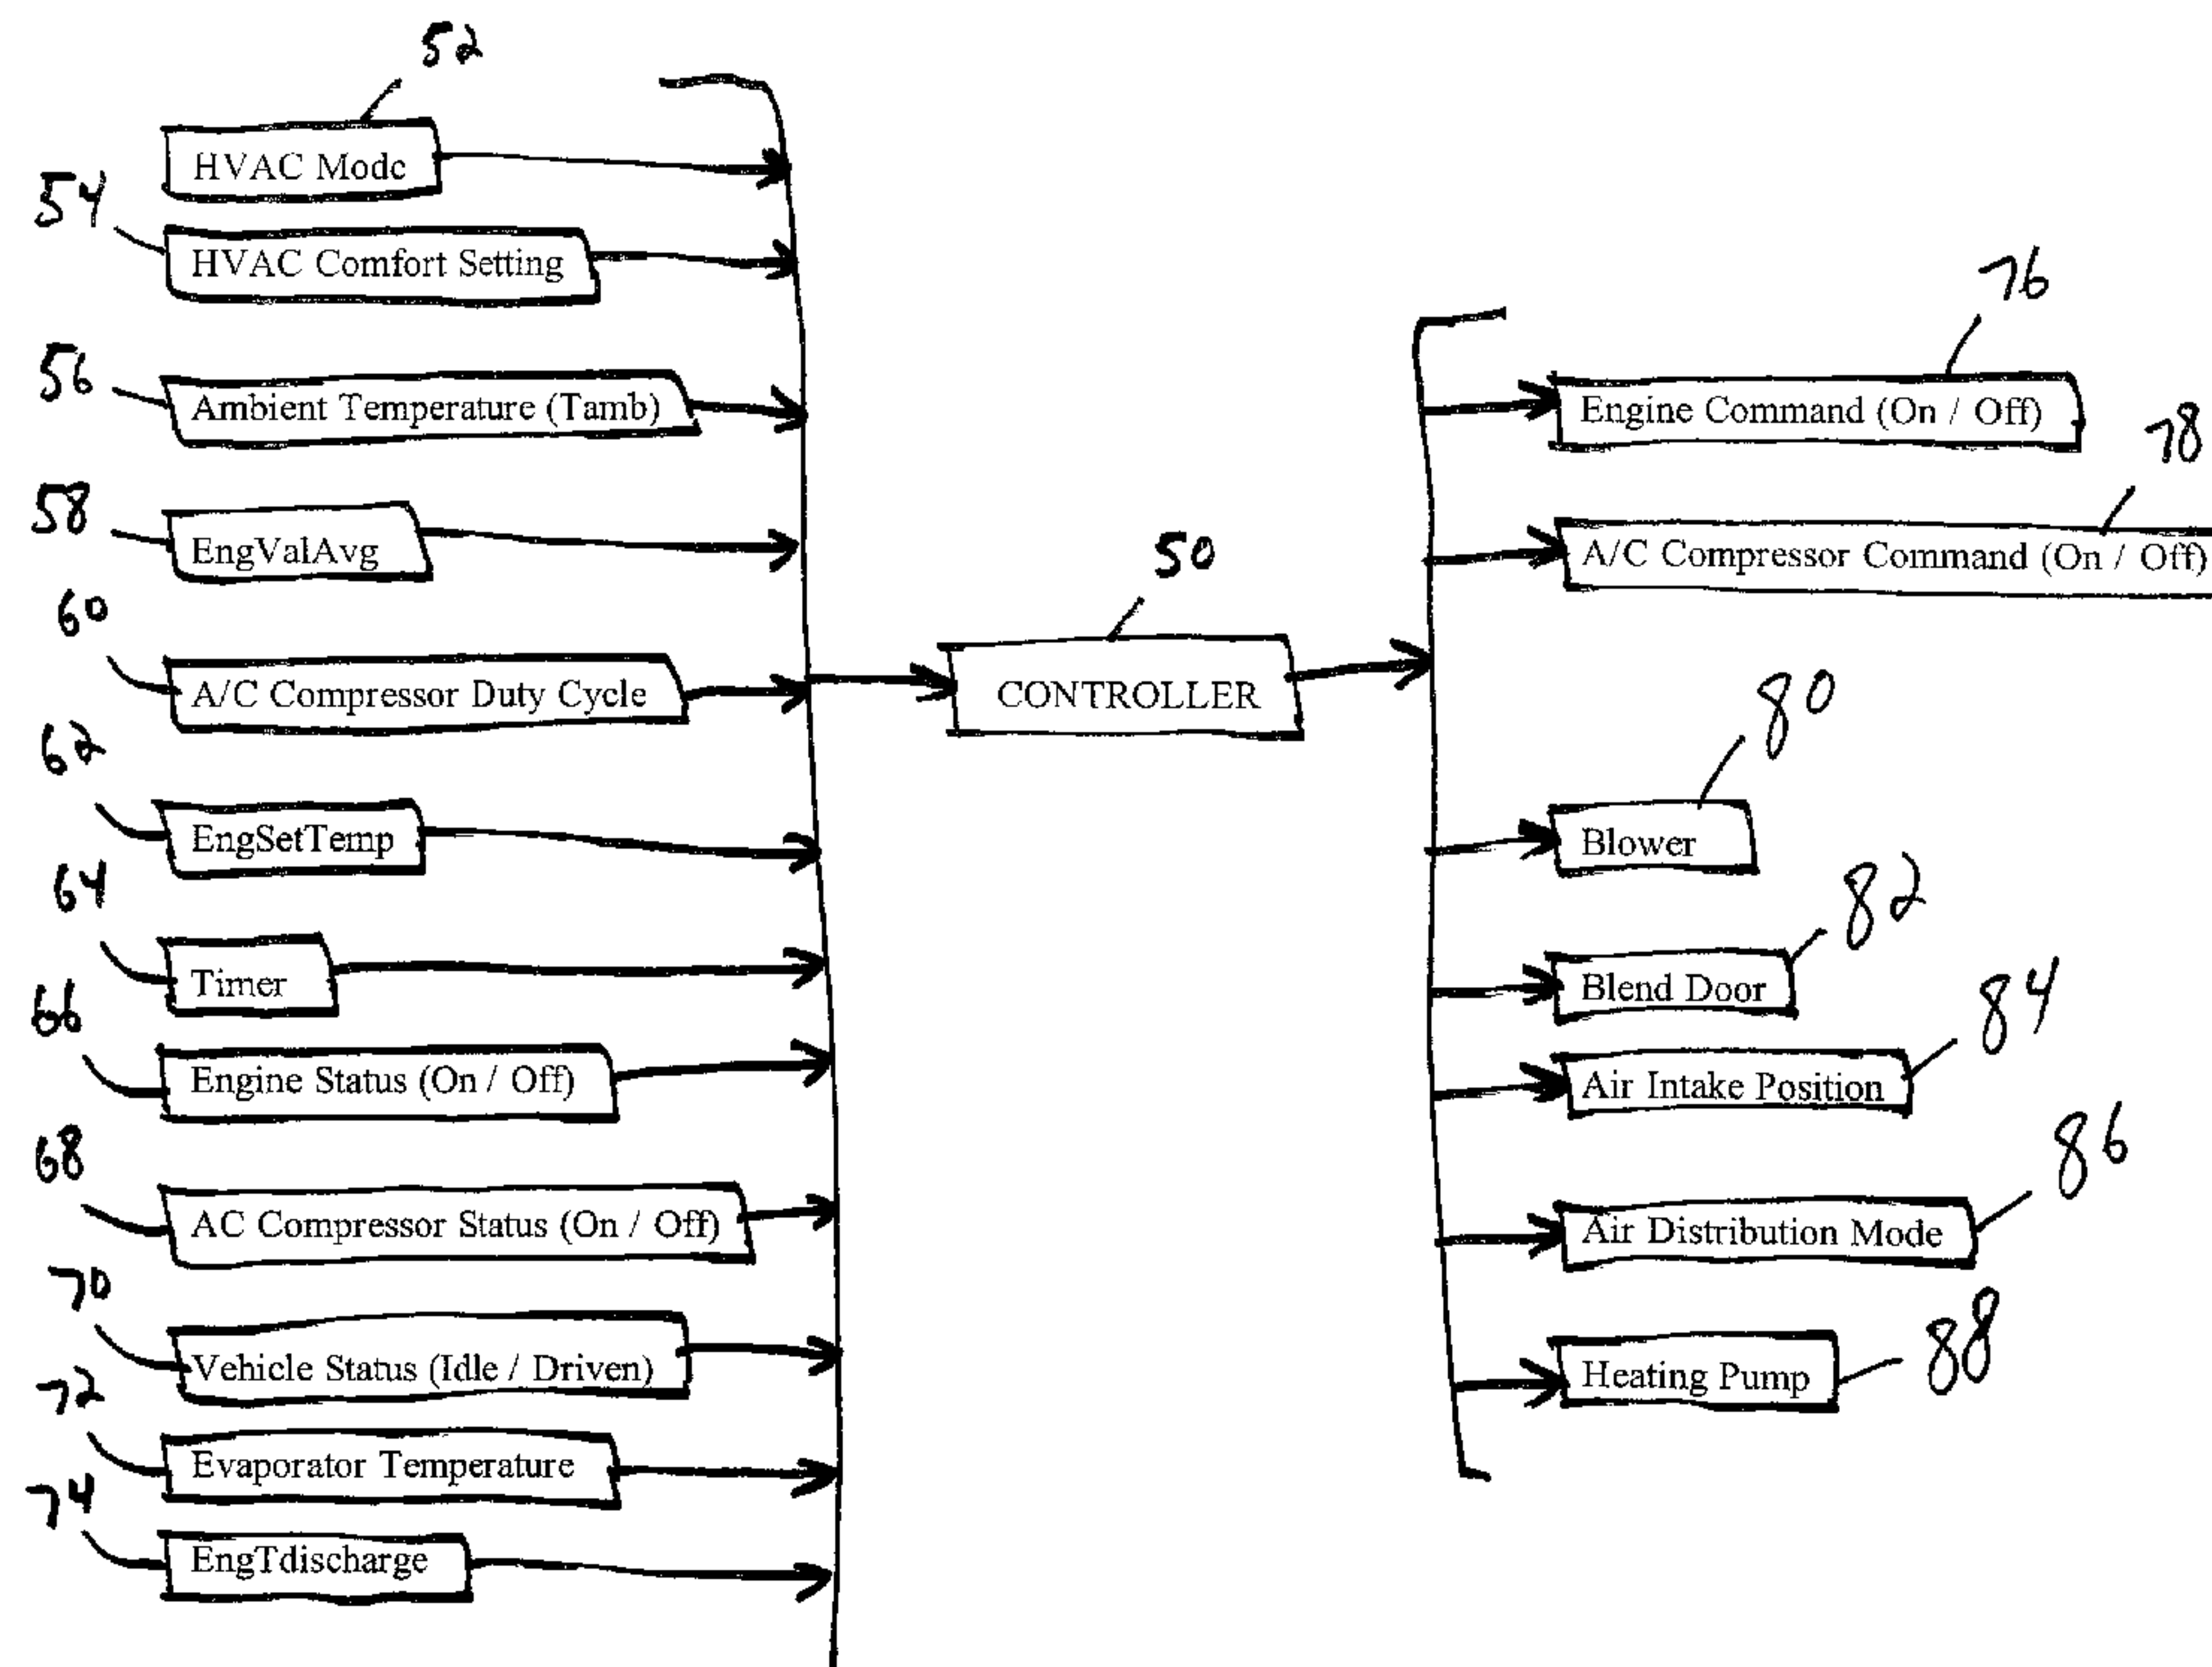 52
HVAC Mode
54
HVAC Comfort Setting
56
Ambient Temperature (Tamb)
58
EngValAvg
60
A/C Compressor Duty Cycle
62
EngSetTemp
64
Timer
66
Engine Status (On / Off)
68
AC Compressor Status (On / Off)
70
Vehicle Status (Idle / Driven)
72
Evaporator Temperature
74
EngTdischarge
50
CONTROLLER
76
Engine Command (On / Off)
78
A/C Compressor Command (On / Off)
80
Blower
82
Blend Door
84
Air Intake Position
86
Air Distribution Mode
88
Heating Pump